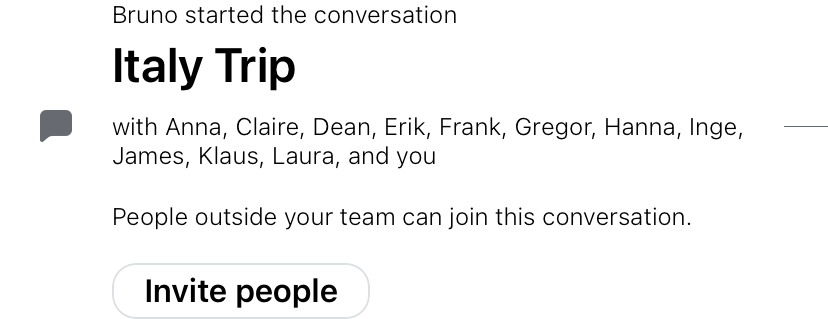 Bruno started the conversation
Italy Trip
with Anna, Claire, Dean, Erik, Frank, Gregor, Hanna, Inge,
James, Klaus, Laura, and you
People outside your team can join this conversation.
Invite people